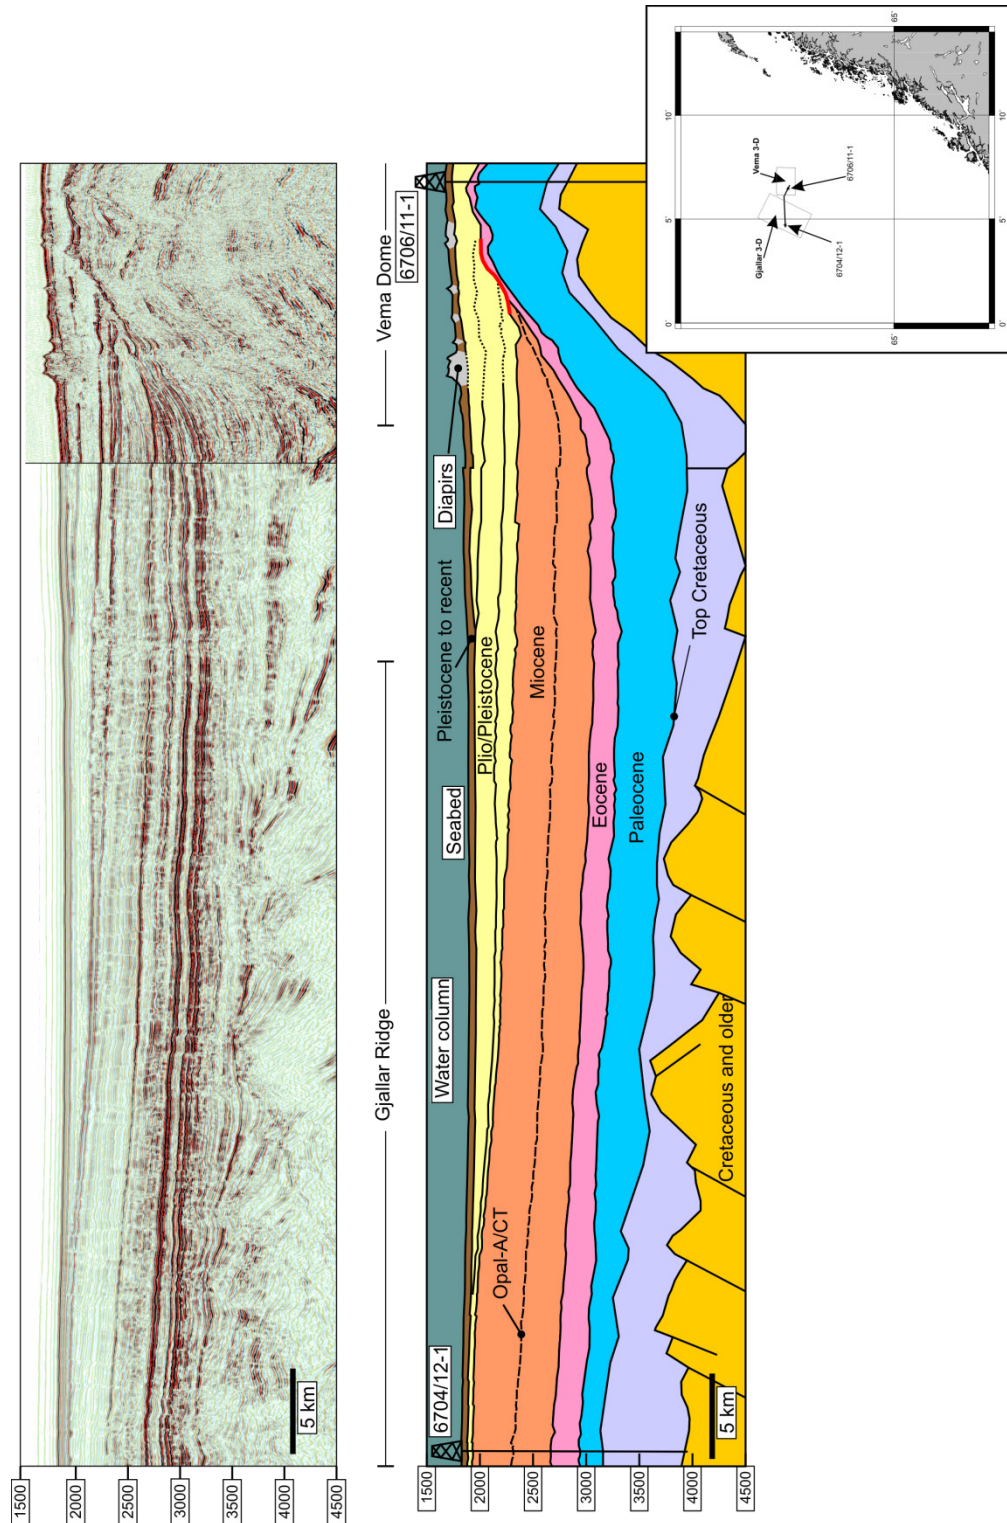 1500
2000
2500
3000
3500
4000
4500
5 km
Gjallar Ridge
Vema Dome
1500
2000
2500
3000
3500
4000
4500
6704/12-1
6706/11-1
Water column
Seabed
Pleistocene to recent
Diapirs
Plio/Pleistocene
Miocene
Opal-A/CT
Eocene
Paleocene
Top Cretaceous
Cretaceous and older
5 km
0°
5°
10°
65°
65°
Gjallar 3-D
Vema 3-D
6704/12-1
6706/11-1